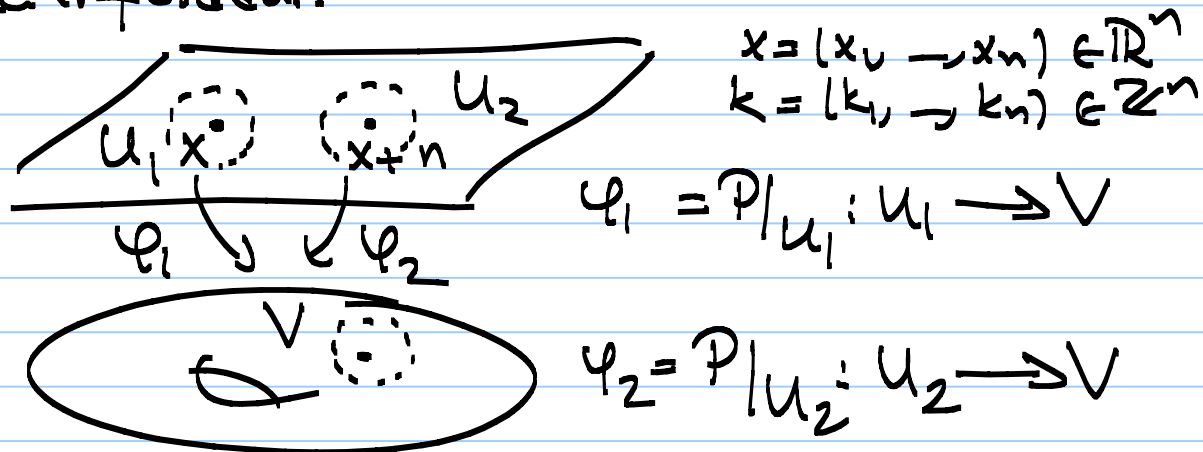 x = (x₁, →, xₙ) ∈ ℝⁿ
k = (k₁, →, kₙ) ∈ ℤⁿ
U₁ x x+n U₂
φ₁ = P/U₁ : U₁ → V
φ₁ φ₂
V
φ₂ = P/U₂ : U₂ → V